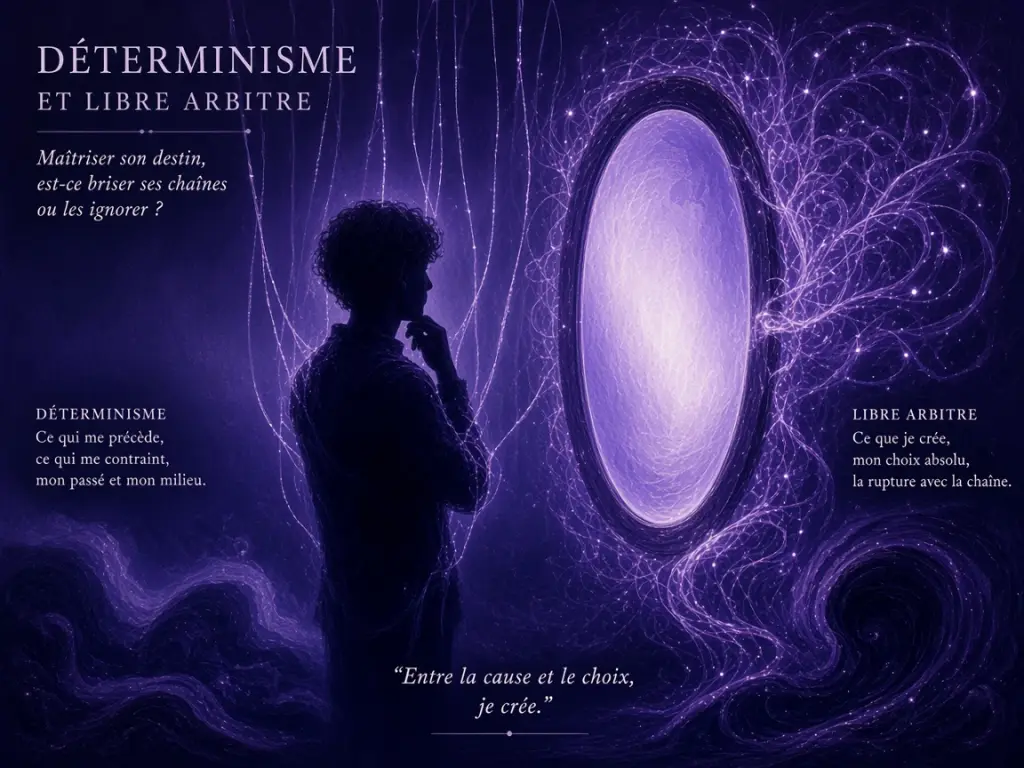 DÉTERMINISME
ET LIBRE ARBITRE
Maîtriser son destin,
est-ce briser ses chaînes
ou les ignorer ?
DÉTERMINISME
Ce qui me précède,
ce qui me contraint,
mon passé et mon milieu.
LIBRE ARBITRE
Ce que je crée,
mon choix absolu,
la rupture avec la chaîne.
“Entre la cause et le choix,
je crée.”